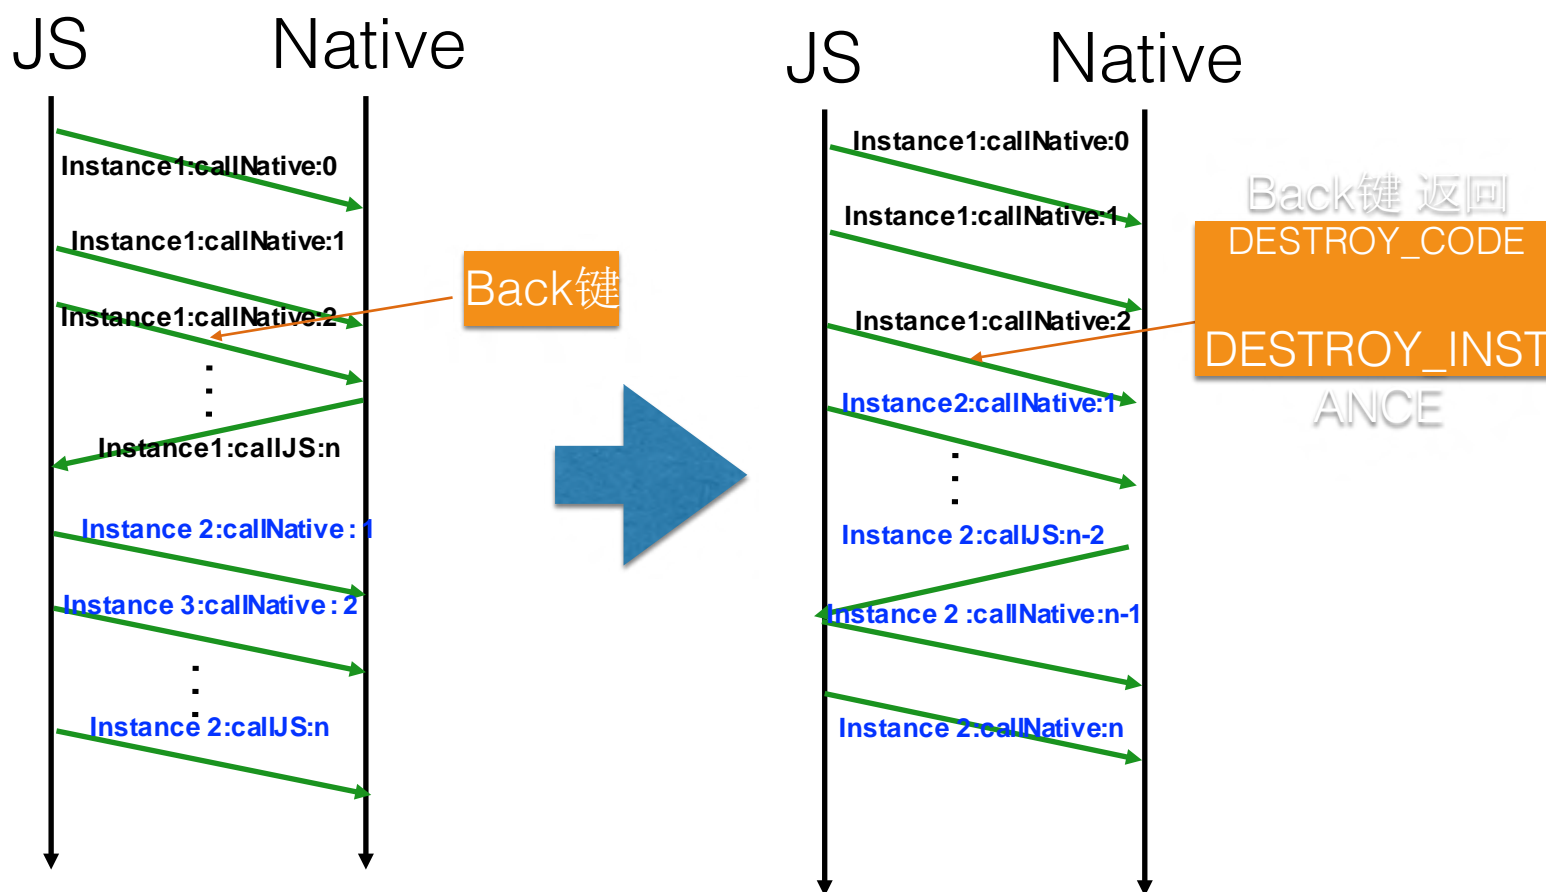 JS
Native
Instance1:callNative:0
Instance1:callNative:1
Instance1:callNative:2
Back键
Instance1:callJS:n
Instance 2:callNative : 1
Instance 3:callNative : 2
Instance 2:callJS:n
JS
Native
Instance1:callNative:0
Instance1:callNative:1
Instance1:callNative:2
Back键 返回
DESTROY_CODE
DESTROY_INST
ANCE
Instance2:callNative:1
Instance 2:callJS:n-2
Instance 2 :callNative:n-1
Instance 2:callNative:n